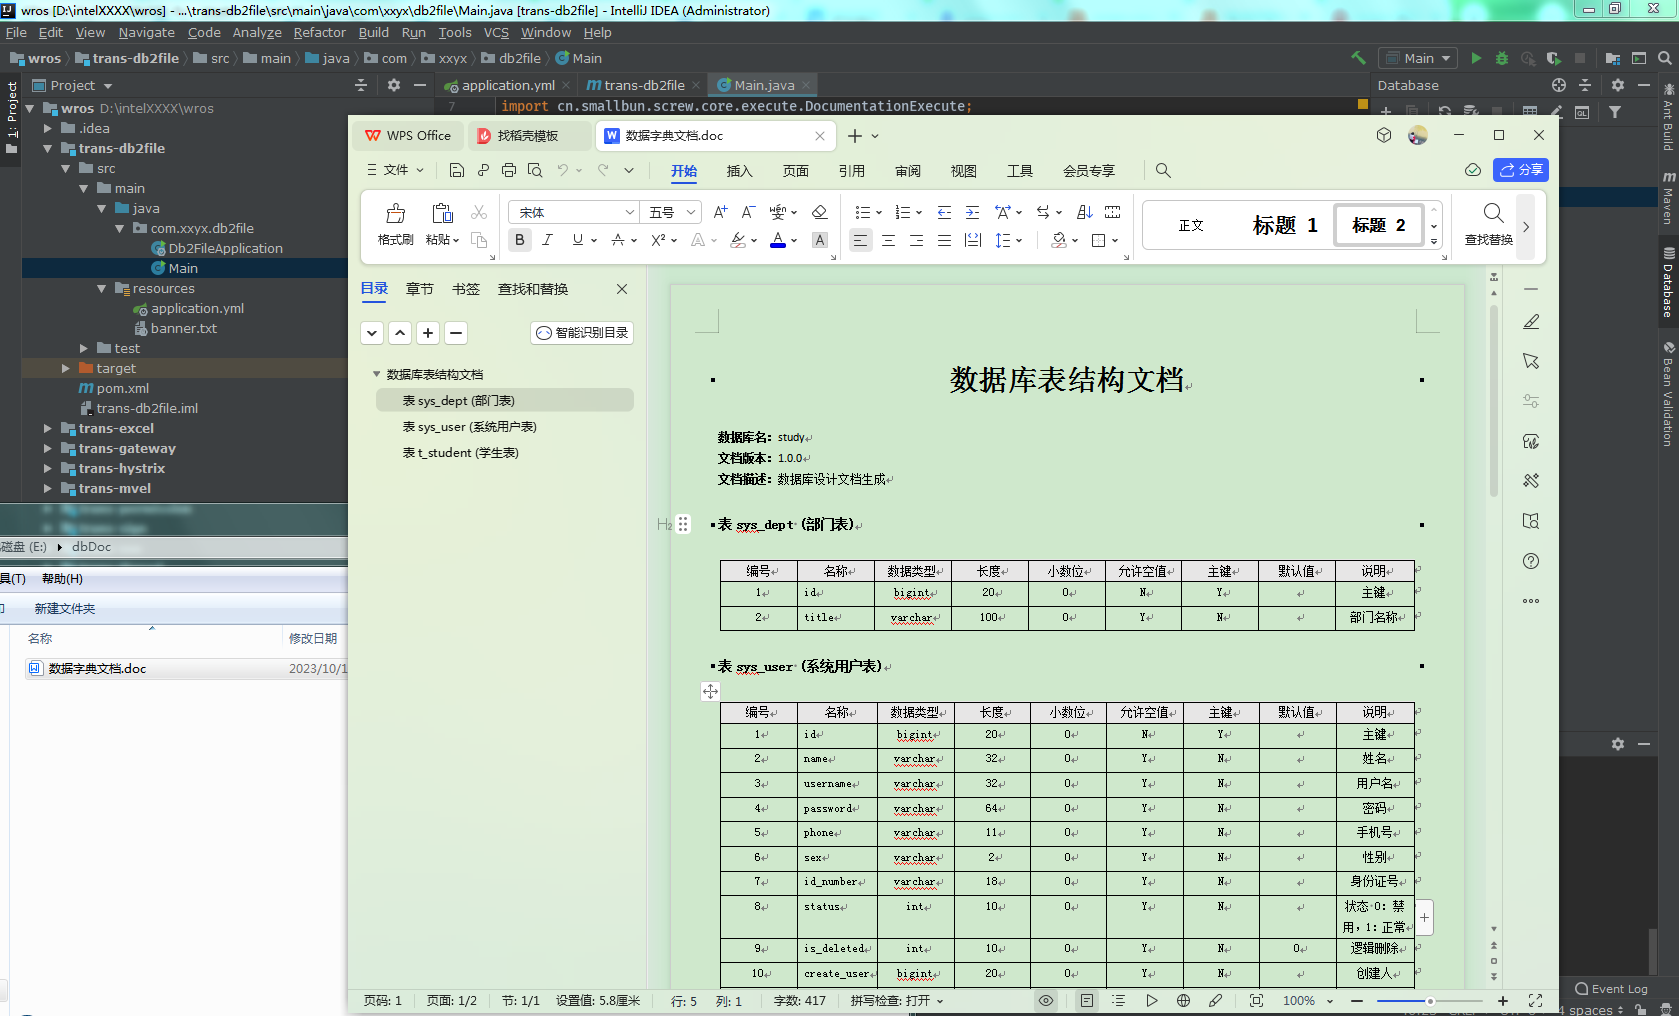 wros [D:\intelXXXX\wros] - ...\trans-db2file\src\main\java\com\xxyx\db2file\Main.java [trans-db2file] - IntelliJ IDEA (Administrator)
File Edit View Navigate Code Analyze Refactor Build Run Tools VCS Window Help
wros trans-db2file src main java com xxyx db2file Main
Main
Project
application.yml trans-db2file Main.java
Database
7 import cn.smallbun.screw.core.execute.DocumentationExecute;
1: Project
wros D:\intelXXXX\wros
.idea
trans-db2file
src
main
java
com.xxyx.db2file
Db2FileApplication
Main
resources
application.yml
banner.txt
test
target
pom.xml
trans-db2file.iml
trans-excel
trans-gateway
trans-hystrix
trans-mvel
Ant Build
Maven
Database
Bean Validation
磁盘 (E:) dbDoc
具(T) 帮助(H)
新建文件夹
名称 修改日期
数据字典文档.doc 2023/10/1
WPS Office 找稻壳模板 数据字典文档.doc
文件 开始 插入 页面 引用 审阅 视图 工具 会员专享 分享
格式刷 粘贴 宋体 五号 正文 标题 1 标题 2 查找替换
目录 章节 书签 查找和替换
智能识别目录
数据库表结构文档
表 sys_dept (部门表)
表 sys_user (系统用户表)
表 t_student (学生表)
数据库表结构文档
数据库名: study
文档版本: 1.0.0
文档描述: 数据库设计文档生成
H2 表 sys_dept (部门表)
编号 名称 数据类型 长度 小数位 允许空值 主键 默认值 说明
1 id bigint 20 0 N Y 主键
2 title varchar 100 0 Y N 部门名称
表 sys_user (系统用户表)
编号 名称 数据类型 长度 小数位 允许空值 主键 默认值 说明
1 id bigint 20 0 N Y 主键
2 name varchar 32 0 Y N 姓名
3 username varchar 32 0 Y N 用户名
4 password varchar 64 0 Y N 密码
5 phone varchar 11 0 Y N 手机号
6 sex varchar 2 0 Y N 性别
7 id_number varchar 18 0 Y N 身份证号
8 status int 10 0 Y N 状态 0: 禁
用, 1: 正常
9 is_deleted int 10 0 Y N 0 逻辑删除
10 create_user bigint 20 0 Y N 创建人
页码: 1 页面: 1/2 节: 1/1 设置值: 5.8厘米 行: 5 列: 1 字数: 417 拼写检查: 打开 100%
Event Log
4 spaces